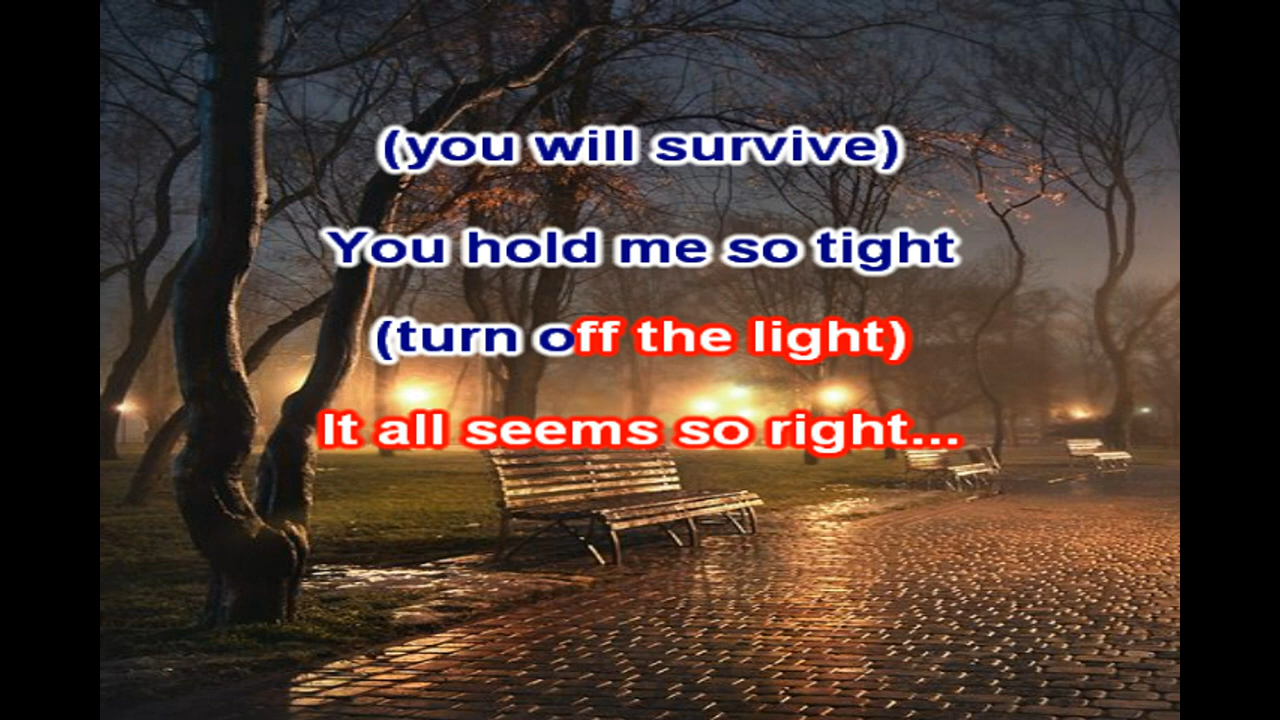 (you will survive)
You hold me so tight
(turn off the light)
It all seems so right...